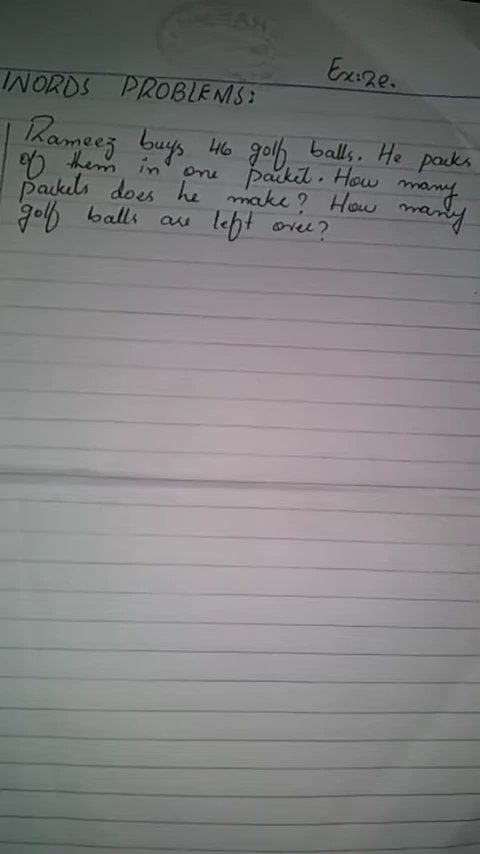 Ex:2e.
WORDS PROBLEMS:
Rameez buys 46 golf balls. He packs
of them in one packet. How many
packets does he make? How many
golf balls are left over?